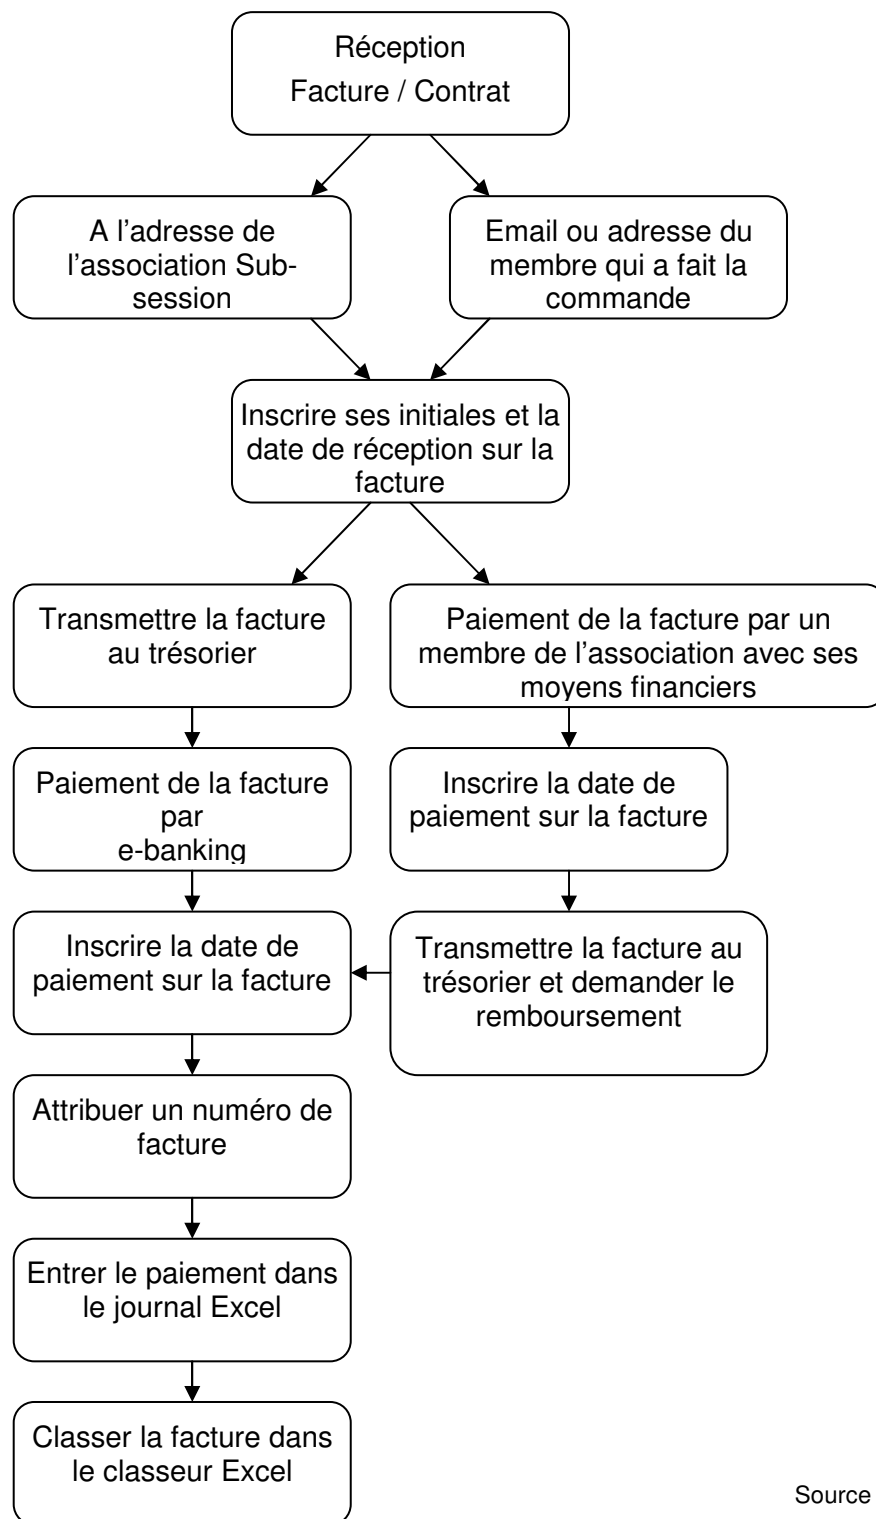 Réception
Facture / Contrat
A l'adresse de
l'association Sub-
session
Email ou adresse du
membre qui a fait la
commande
Inscrire ses initiales et la
date de réception sur la
facture
Transmettre la facture
au trésorier
Paiement de la facture par un
membre de l'association avec ses
moyens financiers
Paiement de la facture
par
e-banking
Inscrire la date de
paiement sur la facture
Inscrire la date de
paiement sur la facture
Transmettre la facture au
trésorier et demander le
remboursement
Attribuer un numéro de
facture
Entrer le paiement dans
le journal Excel
Classer la facture dans
le classeur Excel
Source